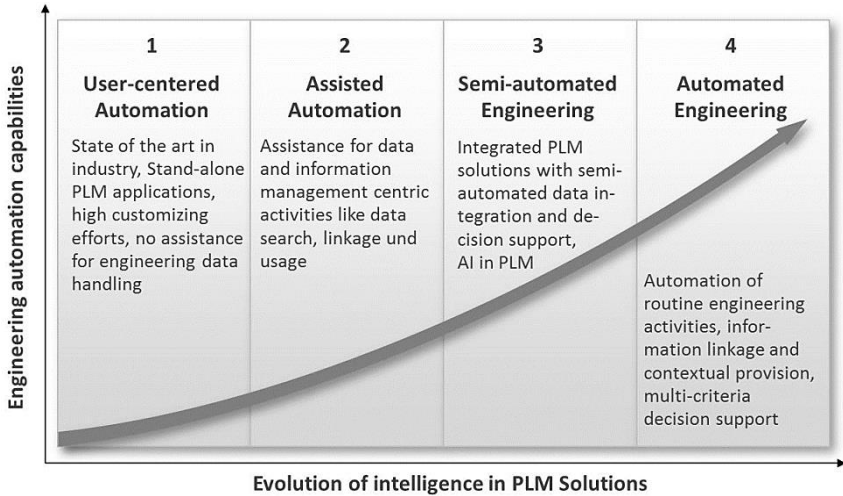 Engineering automation capabilities
1
User-centered
Automation
State of the art in
industry, Stand-alone
PLM applications,
high customizing
efforts, no assistance
for engineering data
handling
2
Assisted
Automation
Assistance for data
and information
management centric
activities like data
search, linkage und
usage
3
Semi-automated
Engineering
Integrated PLM
solutions with semi-
automated data in-
tegration and de-
cision support,
AI in PLM
4
Automated
Engineering
Automation of
routine engineering
activities, infor-
mation linkage and
contextual provision,
multi-criteria
decision support
Evolution of intelligence in PLM Solutions